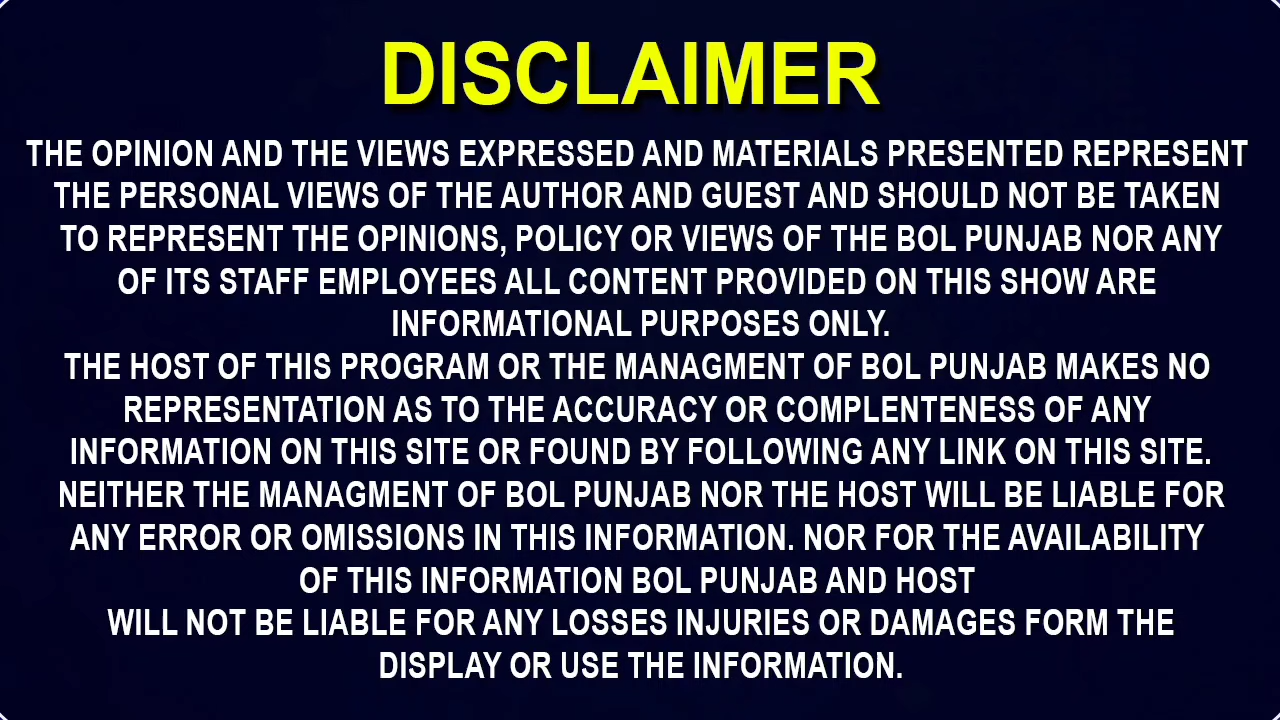 DISCLAIMER
THE OPINION AND THE VIEWS EXPRESSED AND MATERIALS PRESENTED REPRESENT
THE PERSONAL VIEWS OF THE AUTHOR AND GUEST AND SHOULD NOT BE TAKEN
TO REPRESENT THE OPINIONS, POLICY OR VIEWS OF THE BOL PUNJAB NOR ANY
OF ITS STAFF EMPLOYEES ALL CONTENT PROVIDED ON THIS SHOW ARE
INFORMATIONAL PURPOSES ONLY.
THE HOST OF THIS PROGRAM OR THE MANAGMENT OF BOL PUNJAB MAKES NO
REPRESENTATION AS TO THE ACCURACY OR COMPLENTENESS OF ANY
INFORMATION ON THIS SITE OR FOUND BY FOLLOWING ANY LINK ON THIS SITE.
NEITHER THE MANAGMENT OF BOL PUNJAB NOR THE HOST WILL BE LIABLE FOR
ANY ERROR OR OMISSIONS IN THIS INFORMATION. NOR FOR THE AVAILABILITY
OF THIS INFORMATION BOL PUNJAB AND HOST
WILL NOT BE LIABLE FOR ANY LOSSES INJURIES OR DAMAGES FORM THE
DISPLAY OR USE THE INFORMATION.